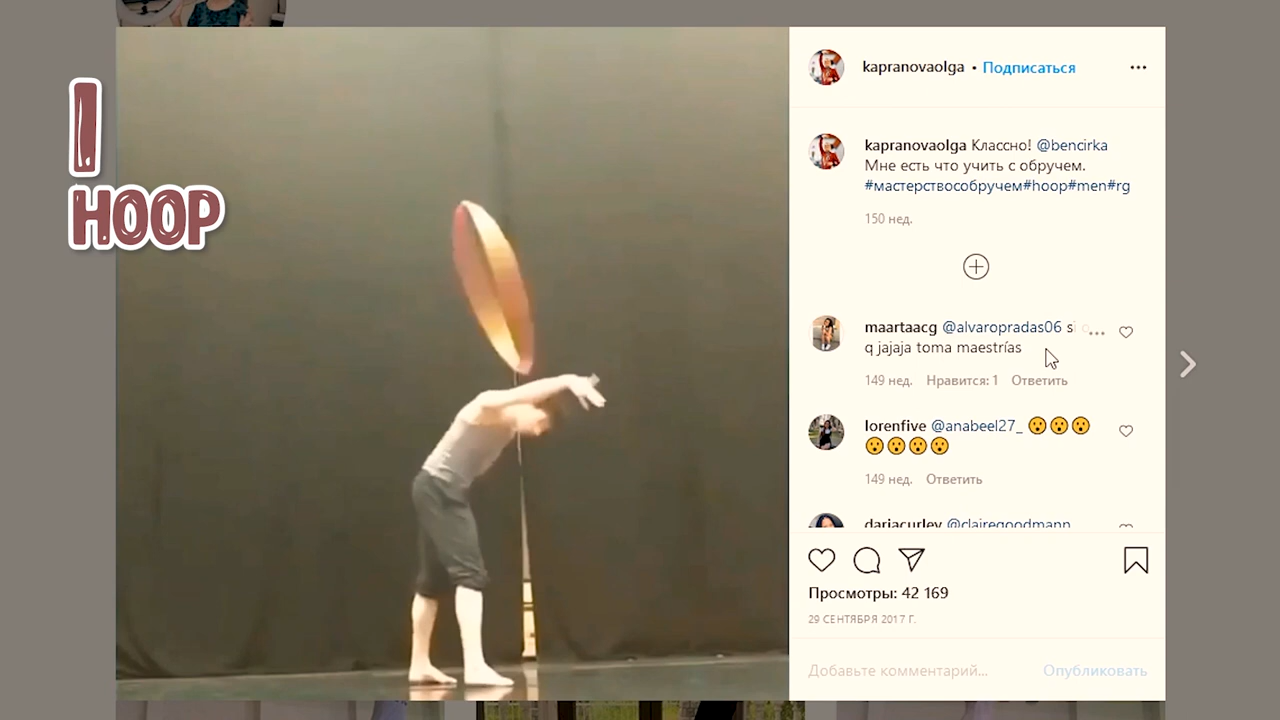 I
HOOP
kapranovaolga • Подписаться
kapranovaolga Классно! @bencirka
Мне есть что учить с обручем.
#мастерствособручем#hoop#men#rg
150 нед.
maartaacg @alvaropradas06 si
q jajaja toma maestrías
149 нед. Нравится: 1 Ответить
lorenfive @anabeel27_ 😮😮😮
😮😮😮😮
149 нед. Ответить
dariacurley @clairegoodmann
Просмотры: 42 169
29 СЕНТЯБРЯ 2017 Г.
Добавьте комментарий... Опубликовать